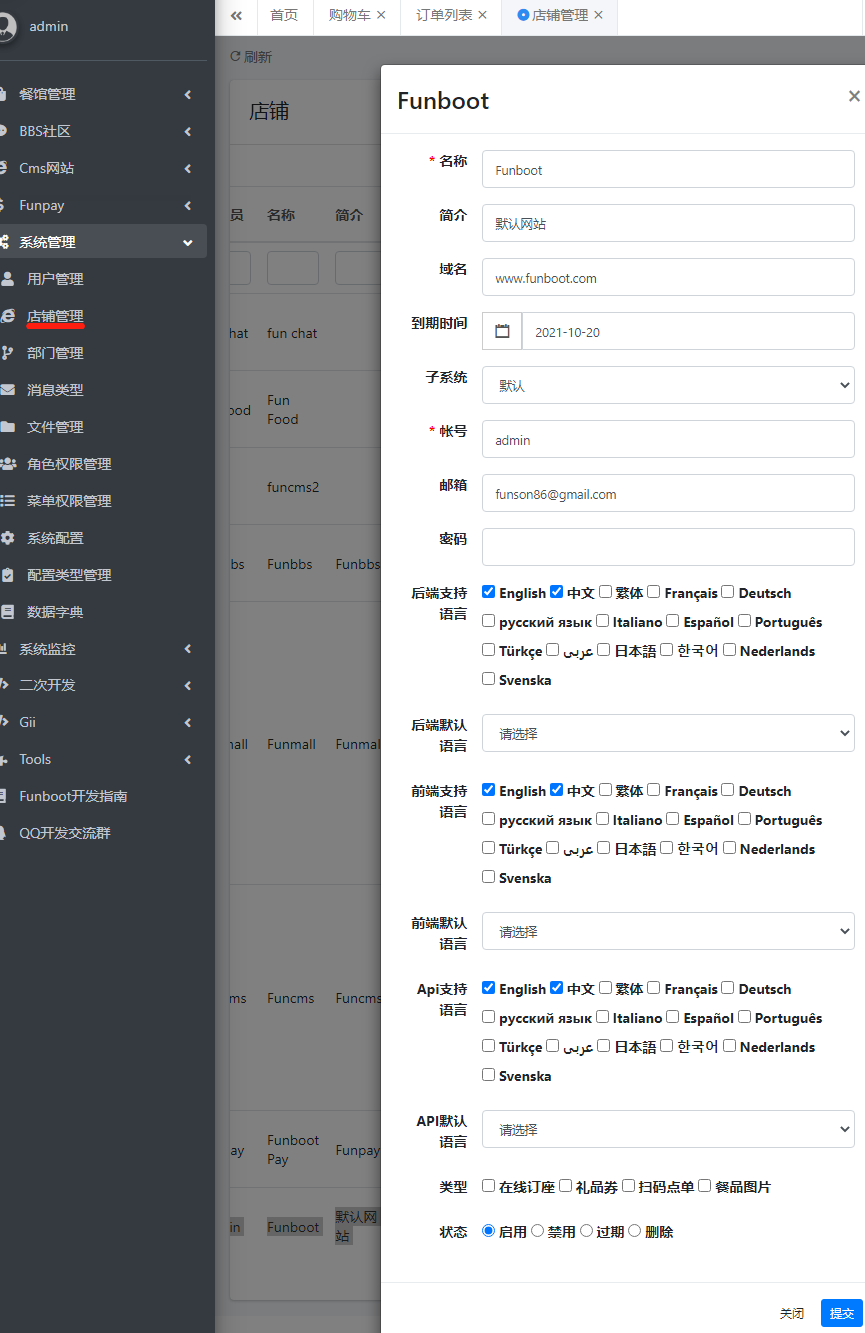 admin
餐馆管理
BBS社区
Cms网站
Funpay
系统管理
用户管理
店铺管理
部门管理
消息类型
文件管理
角色权限管理
菜单权限管理
系统配置
配置类型管理
数据字典
系统监控
二次开发
Gii
Tools
Funboot开发指南
QQ开发交流群
首页 购物车 × 订单列表 × 店铺管理 ×
刷新
店铺
员 名称 简介
hat fun chat
ood Fun
Food
funcms2
bs Funbbs Funbbs
nall Funmall Funmal
ms Funcms Funcms
ay Funboot
Pay Funpay
in Funboot 默认网
站
Funboot ×
* 名称 Funboot
简介 默认网站
域名 www.funboot.com
到期时间 2021-10-20
子系统 默认
* 帐号 admin
邮箱 funson86@gmail.com
密码
后端支持
语言
English 中文 繁体 Français Deutsch
русский язык Italiano Español Português
Türkçe عربى 日本語 한국어 Nederlands
Svenska
后端默认
语言
请选择
前端支持
语言
English 中文 繁体 Français Deutsch
русский язык Italiano Español Português
Türkçe عربى 日本語 한국어 Nederlands
Svenska
前端默认
语言
请选择
Api支持
语言
English 中文 繁体 Français Deutsch
русский язык Italiano Español Português
Türkçe عربى 日本語 한국어 Nederlands
Svenska
API默认
语言
请选择
类型 在线订座 礼品券 扫码点单 餐品图片
状态 启用 禁用 过期 删除
关闭 提交